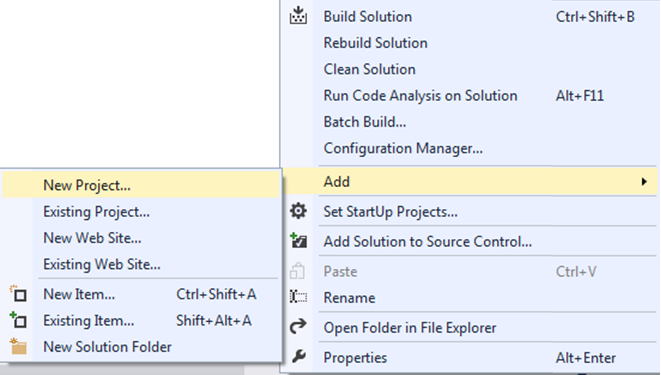 Build Solution Ctrl+Shift+B
Rebuild Solution
Clean Solution
Run Code Analysis on Solution Alt+F11
Batch Build...
Configuration Manager...
Add
Set StartUp Projects...
Add Solution to Source Control...
Paste Ctrl+V
Rename
Open Folder in File Explorer
Properties Alt+Enter
New Project...
Existing Project...
New Web Site...
Existing Web Site...
New Item... Ctrl+Shift+A
Existing Item... Shift+Alt+A
New Solution Folder